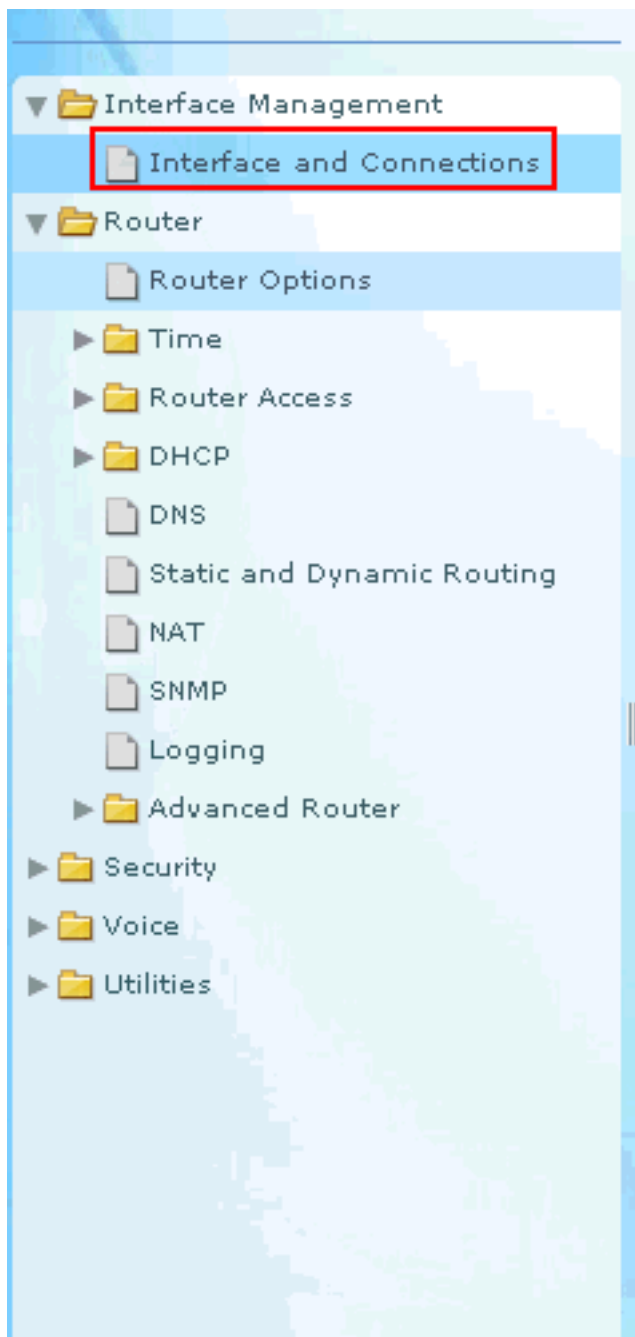 Interface Management
Interface and Connections
Router
Router Options
Time
Router Access
DHCP
DNS
Static and Dynamic Routing
NAT
SNMP
Logging
Advanced Router
Security
Voice
Utilities